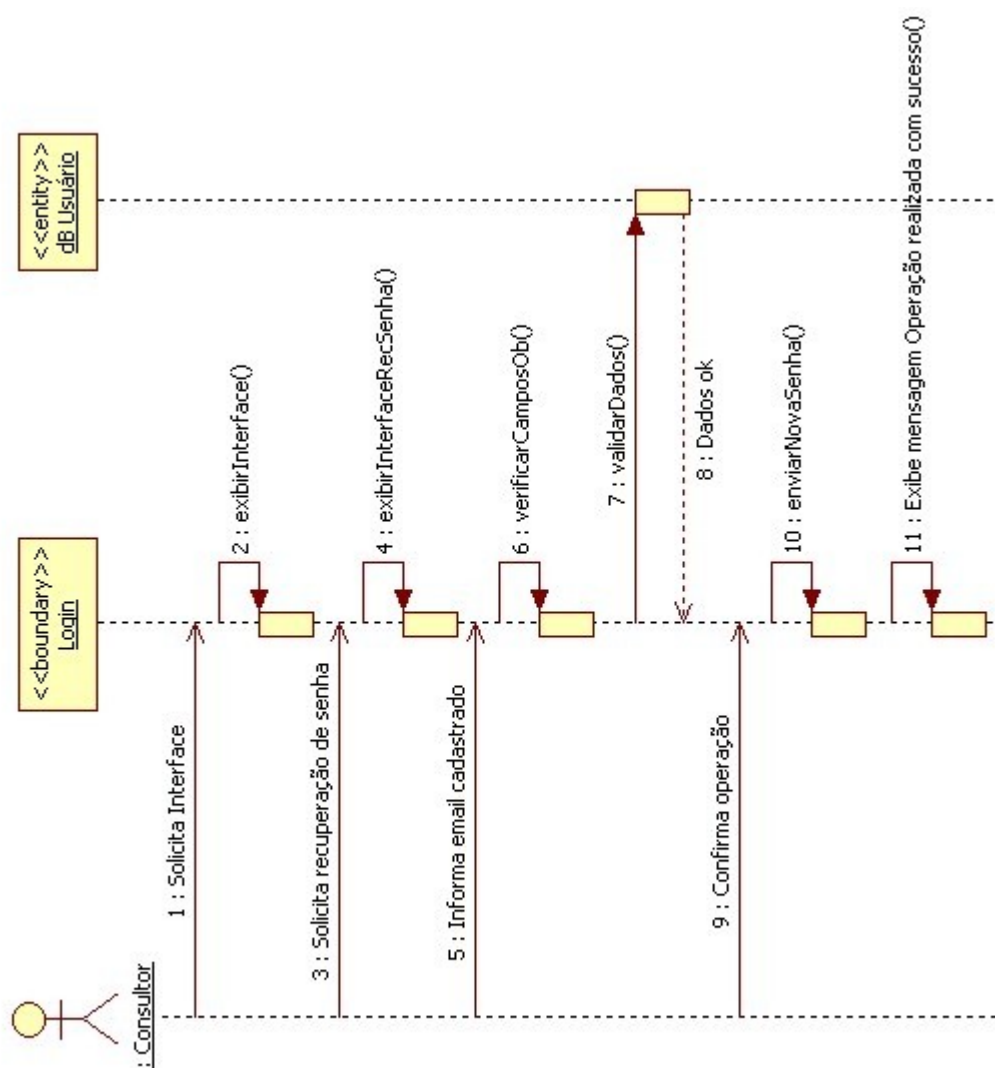 : Consultor
<<boundary>>
Login
<<entity>>
dB Usuário
1 : Solicita Interface
2 : exibirInterface()
3 : Solicita recuperação de senha
4 : exibirInterfaceRecSenha()
5 : Informa email cadastrado
6 : verificarCamposOb()
7 : validarDados()
8 : Dados ok
9 : Confirma operação
10 : enviarNovaSenha()
11 : Exibe mensagem Operação realizada com sucesso()